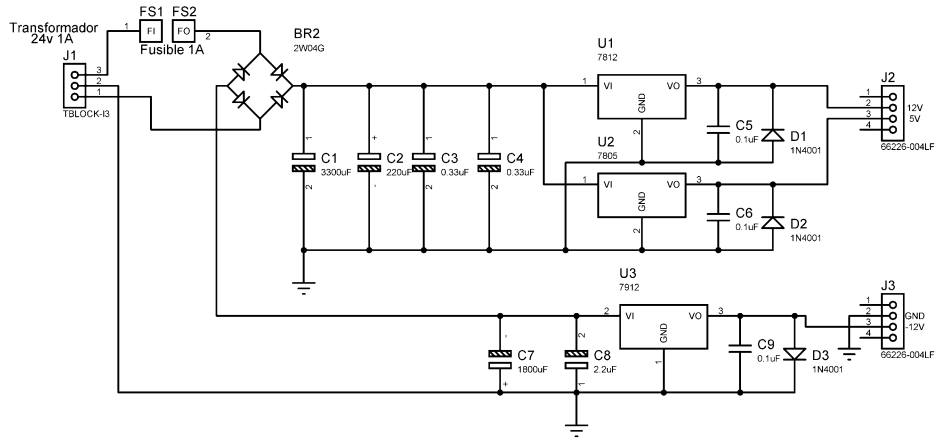 Transformador
24v 1A
J1
3
2
1
TBLOCK-I3
FS1 FS2
1 FI FO 2
Fusible 1A
BR2
2W04G
1
C1
3300uF
2
+
C2
220uF
-
1
C3
0.33uF
2
1
C4
0.33uF
2
U1
7812
1 VI VO 3
GND
2
U2
7805
1 VI VO 3
GND
2
C5
0.1uF
D1
1N4001
C6
0.1uF
D2
1N4001
J2
1
2 12V
3 5V
4
66226-004LF
U3
7912
2 VI VO 3
GND
1
-
C7
1800uF
+
2
C8
2.2uF
1
C9
0.1uF
D3
1N4001
J3
1
2 GND
3 -12V
4
66226-004LF